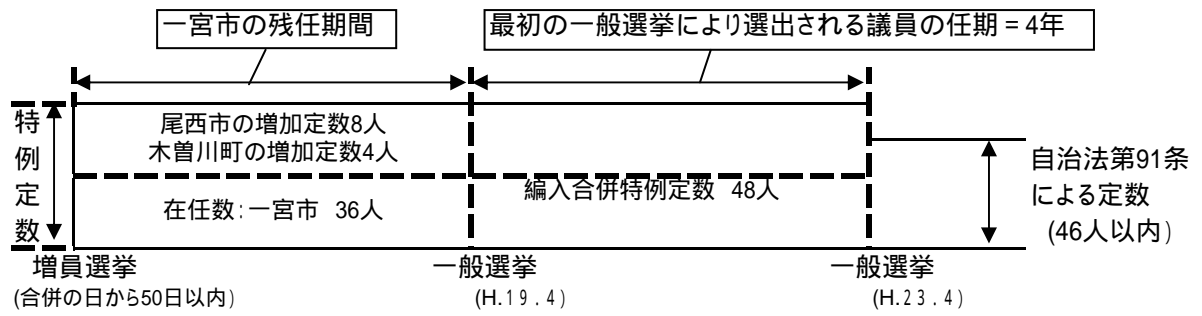 一宮市の残任期間
最初の一般選挙により選出される議員の任期 = 4年
特例定数
尾西市の増加定数8人
木曽川町の増加定数4人
在任数:一宮市 36人
編入合併特例定数 48人
自治法第91条
による定数
(46人以内)
増員選挙
(合併の日から50日以内)
一般選挙
(H.19.4)
一般選挙
(H.23.4)